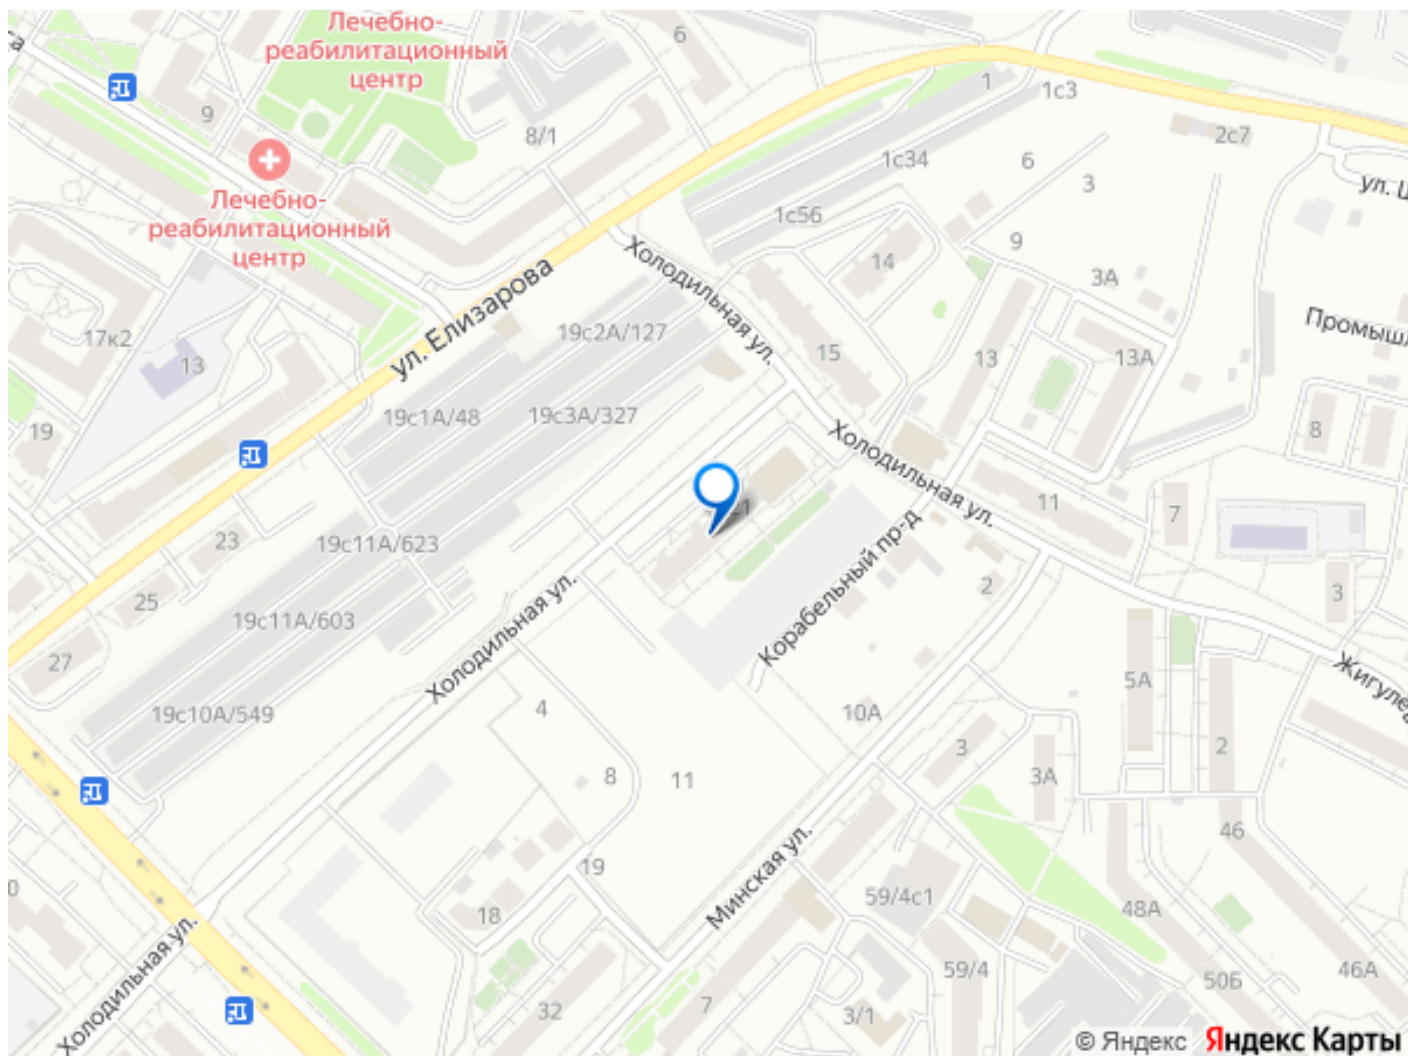 Лечебно-
реабилитационный
центр
6
9
8/1
Лечебно-
реабилитационный
центр
1
1с3
2с7
1с34
6
3
1с56
ул. Ш
9
3А
Холодильная ул.
14
ул. Елизарова
19с2А/127
17к2
13
15
13
13А
Промышл
19
19с1А/48
19с3А/327
8
Холодильная ул.
11
7
23
19с11А/623
Корабельный пр-д
25
19с11А/603
2
3
27
Холодильная ул.
Жигулев
5А
19с10А/549
4
10А
3
2
8
11
3А
46
19
Минская ул.
59/4с1
48А
18
Холодильная ул.
59/4
50Б
46А
32
7
3/1
© Яндекс Яндекс Карты